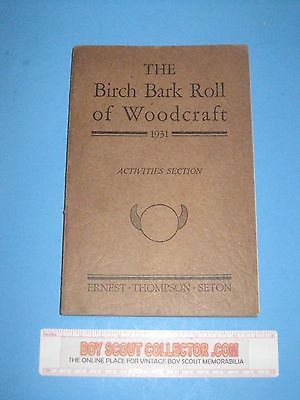 THE
Birch Bark Roll
of Woodcraft
1931
ACTIVITIES SECTION
ERNEST · THOMPSON · SETON
BOY SCOUT COLLECTOR .COM
THE ONLINE PLACE FOR VINTAGE BOY SCOUT MEMORABILIA